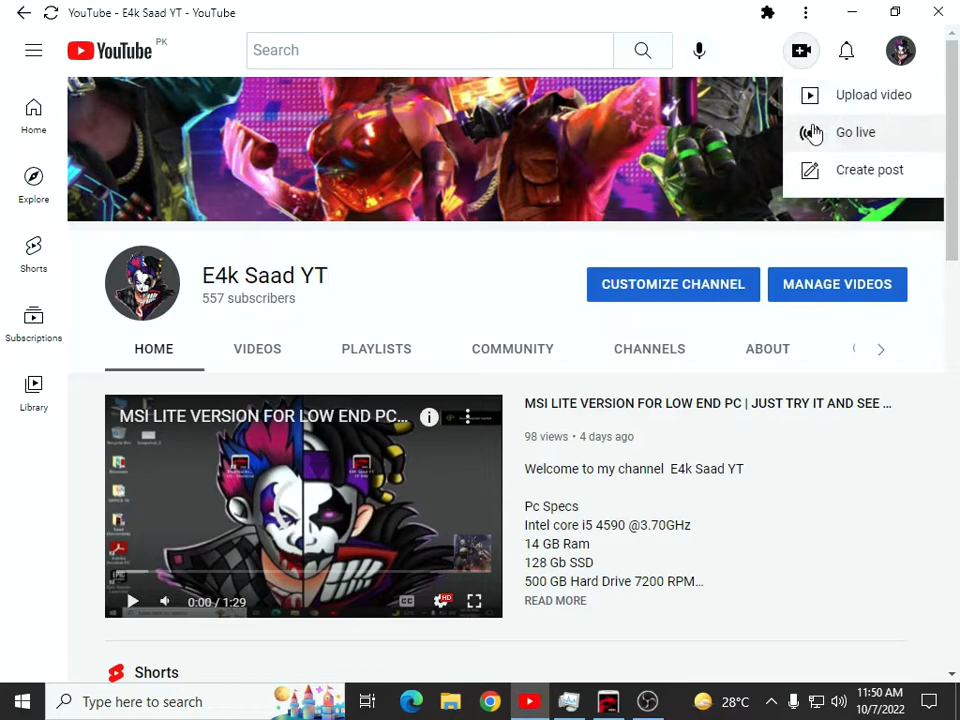 YouTube - E4k Saad YT - YouTube
YouTube PK
Search
Upload video
Go live
Create post
Home
Explore
Shorts
Subscriptions
Library
E4k Saad YT
557 subscribers
CUSTOMIZE CHANNEL
MANAGE VIDEOS
HOME
VIDEOS
PLAYLISTS
COMMUNITY
CHANNELS
ABOUT
MSI LITE VERSION FOR LOW END PC...
0:00 / 1:29
CC
HD
MSI LITE VERSION FOR LOW END PC | JUST TRY IT AND SEE ...
98 views • 4 days ago
Welcome to my channel E4k Saad YT
Pc Specs
Intel core i5 4590 @3.70GHz
14 GB Ram
128 Gb SSD
500 GB Hard Drive 7200 RPM...
READ MORE
Shorts
Type here to search
28°C
11:50 AM
10/7/2022